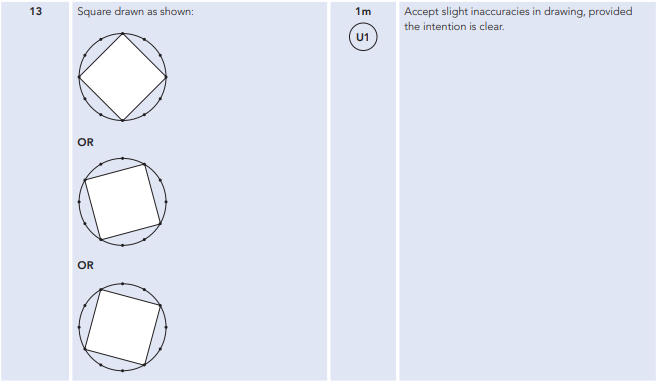 13
Square drawn as shown:
1m
U1
Accept slight inaccuracies in drawing, provided
the intention is clear.
OR
OR